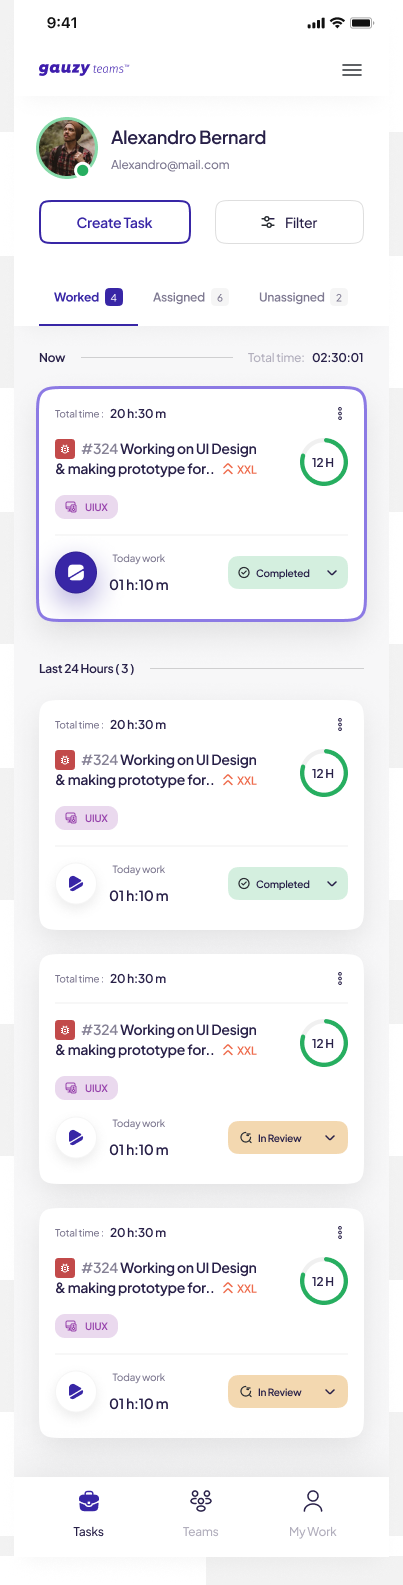 9:41
gauzy teams™
Alexandro Bernard
Alexandro@mail.com
Create Task
Filter
Worked 4
Assigned 6
Unassigned 2
Now
Total time: 02:30:01
Total time : 20 h:30 m
#324 Working on UI Design
& making prototype for.. XXL
12 H
UIUX
Today work
01 h:10 m
Completed
Last 24 Hours ( 3 )
Total time : 20 h:30 m
#324 Working on UI Design
& making prototype for.. XXL
12 H
UIUX
Today work
01 h:10 m
Completed
Total time : 20 h:30 m
#324 Working on UI Design
& making prototype for.. XXL
12 H
UIUX
Today work
01 h:10 m
In Review
Total time : 20 h:30 m
#324 Working on UI Design
& making prototype for.. XXL
12 H
UIUX
Today work
01 h:10 m
In Review
Tasks
Teams
My Work